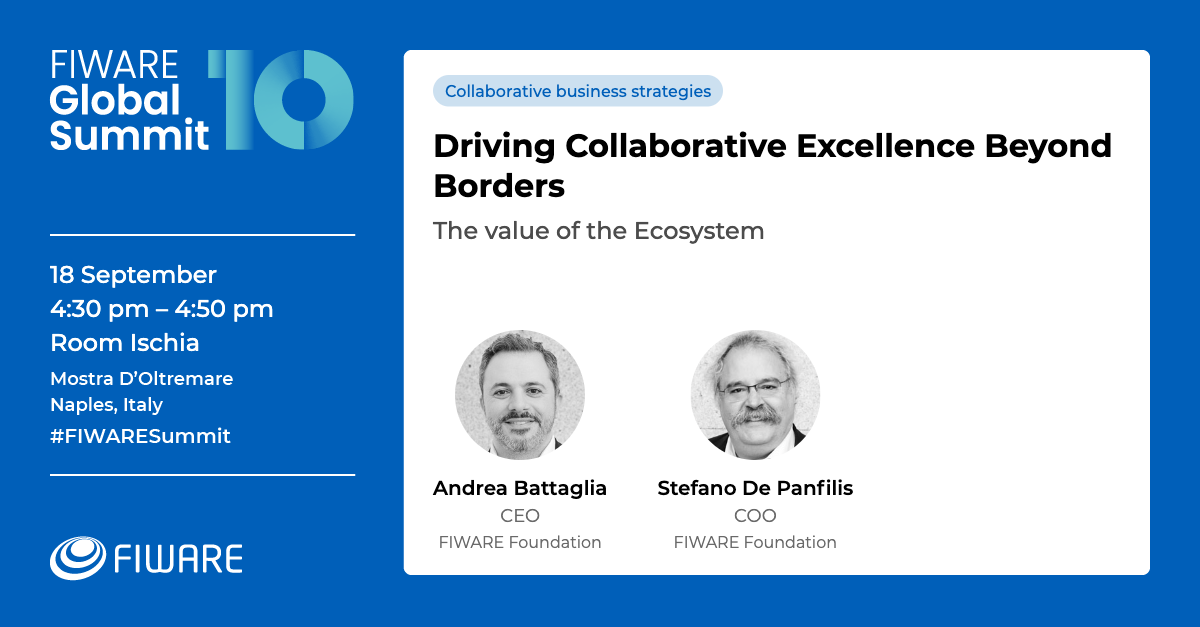 FIWARE
Global
Summit
10
18 September
4:30 pm – 4:50 pm
Room Ischia
Mostra D’Oltremare
Naples, Italy
#FIWARESummit
FIWARE
Collaborative business strategies
Driving Collaborative Excellence Beyond
Borders
The value of the Ecosystem
Andrea Battaglia
CEO
FIWARE Foundation
Stefano De Panfilis
COO
FIWARE Foundation